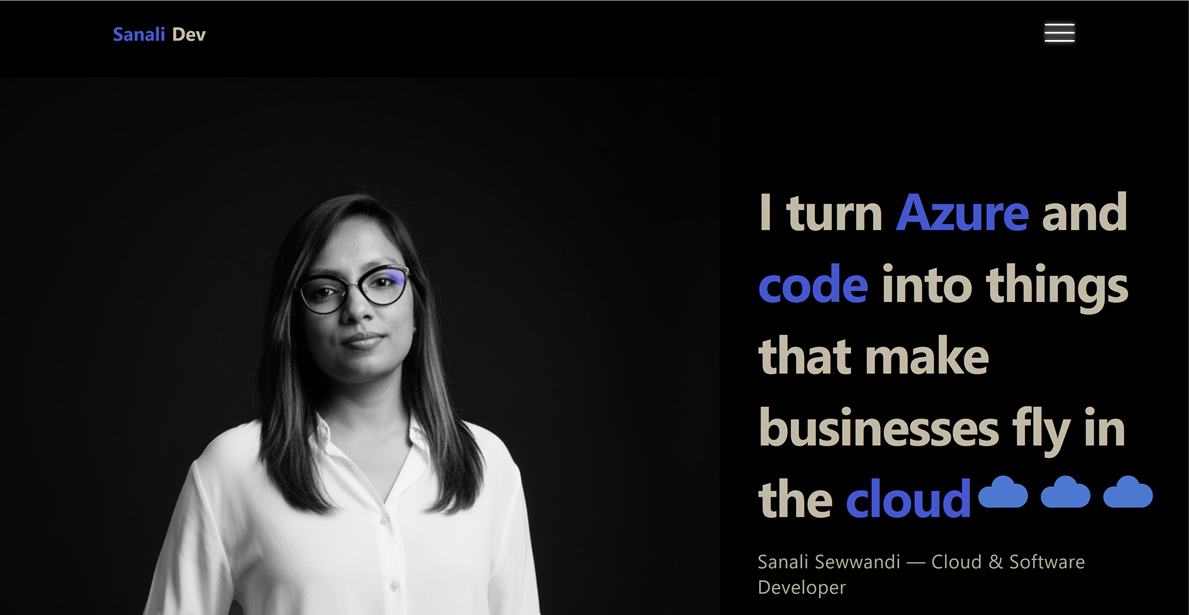 Sanali Dev
I turn Azure and
code into things
that make
businesses fly in
the cloud
Sanali Sewwandi — Cloud & Software
Developer